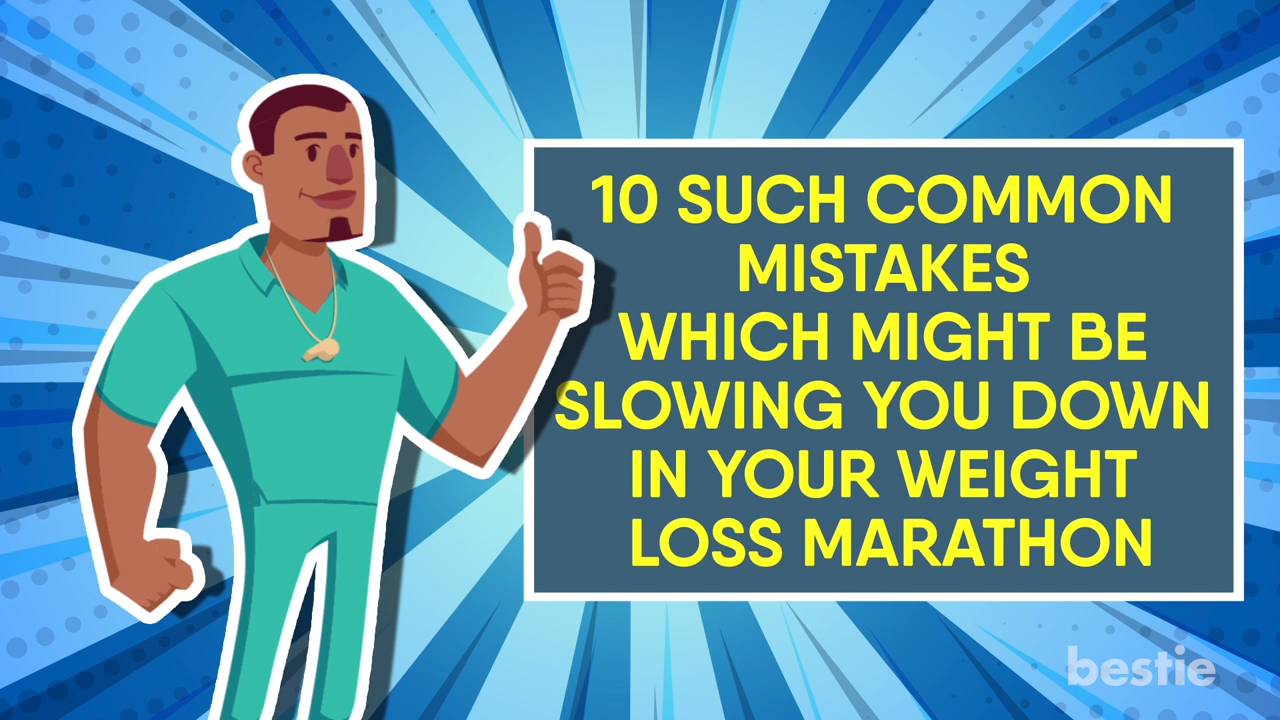 10 SUCH COMMON
MISTAKES
WHICH MIGHT BE
SLOWING YOU DOWN
IN YOUR WEIGHT
LOSS MARATHON
bestie